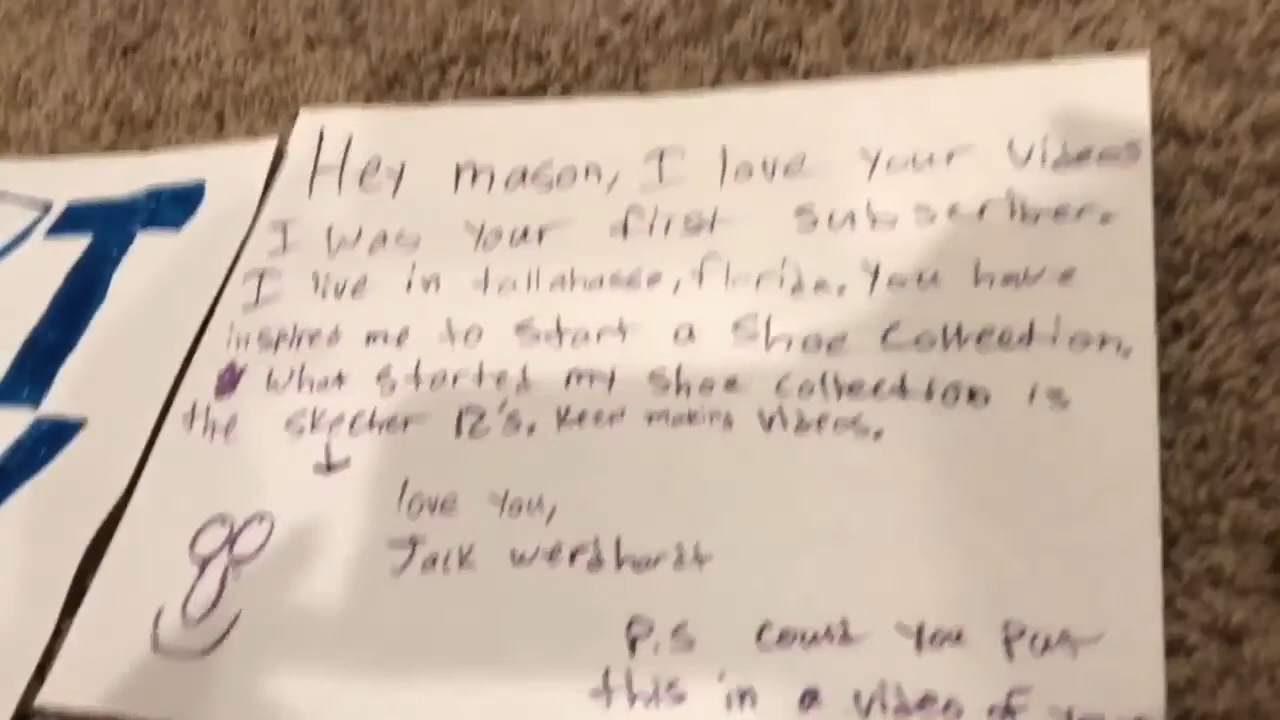 Hey mason, I love your videos
I was your first subscriber.
I live in tallahasse, florida. You have
inspired me to start a shoe collection.
What started my shoe collection is
the skecher 12's. Keep making videos.
love you,
Jack
P.S could you put
this in a video of